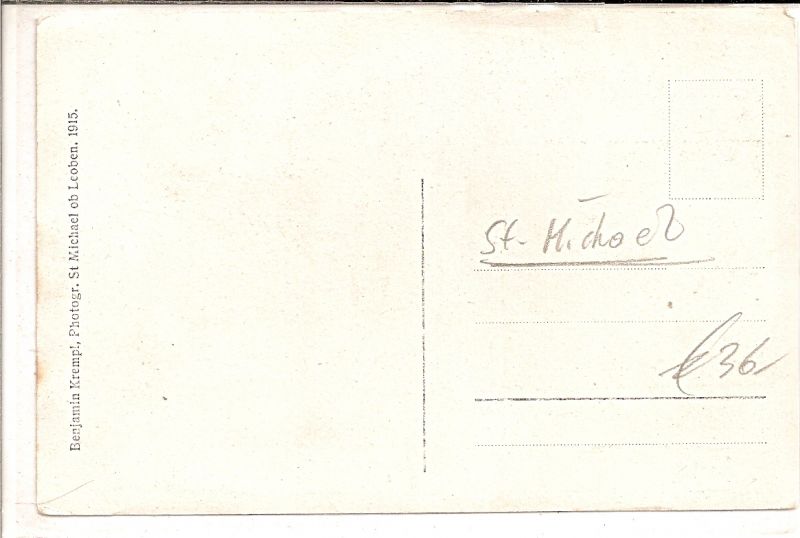 Benjamin Krempl, Photogr. St Michael ob Leoben. 1915.
St. Michael
€ 36,